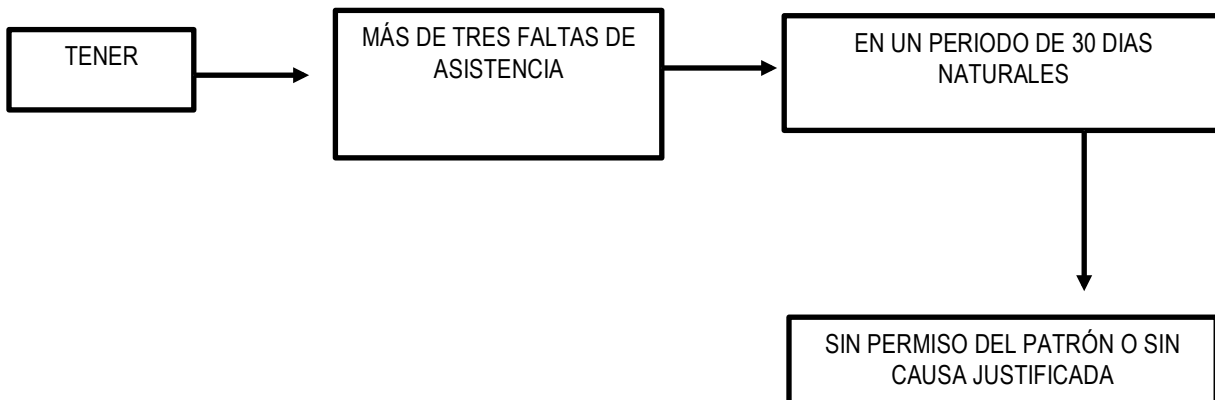 TENER
MÁS DE TRES FALTAS DE
ASISTENCIA
EN UN PERIODO DE 30 DIAS
NATURALES
SIN PERMISO DEL PATRÓN O SIN
CAUSA JUSTIFICADA